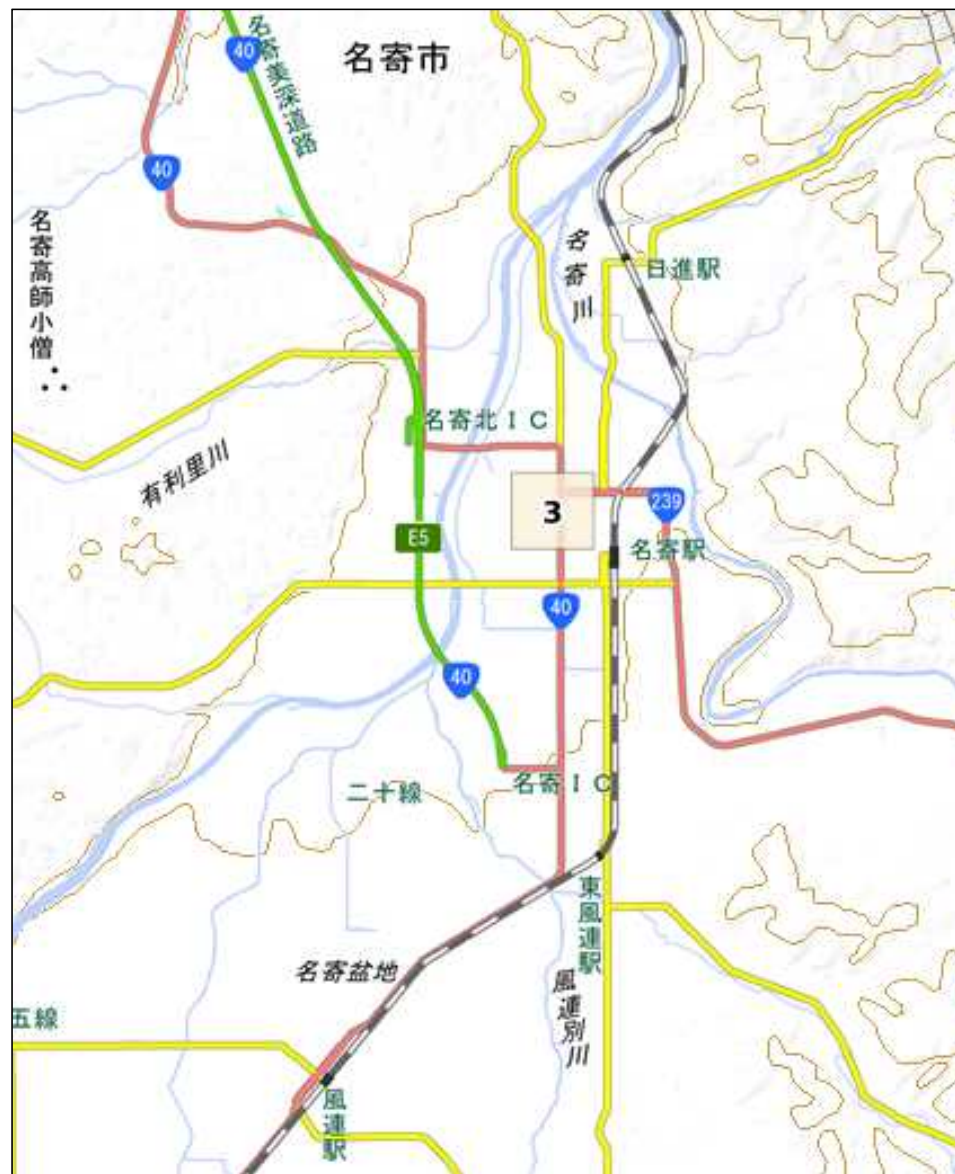 名寄市
40
名寄美深道路
40
名寄高師小僧
名寄川
日進駅
名寄北ＩＣ
有利里川
3
239
E5
名寄駅
40
40
名寄ＩＣ
二十線
東風連駅
名寄盆地
風連別川
五線
風連駅